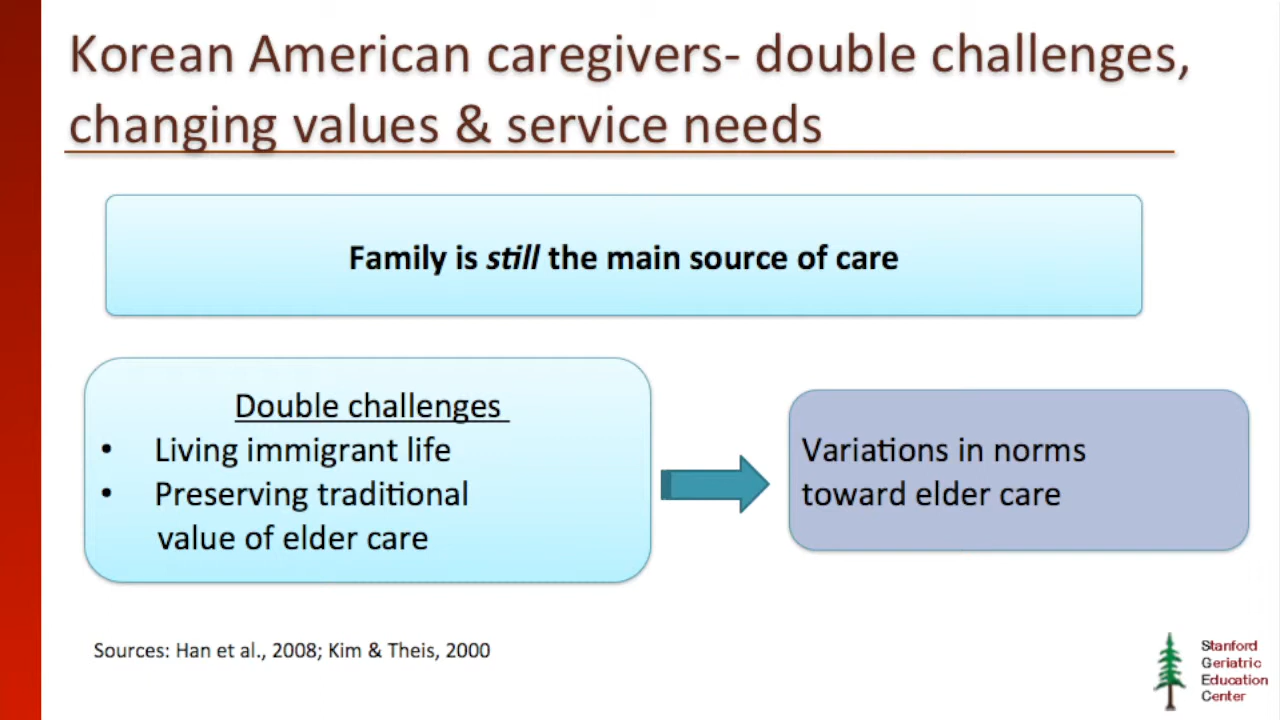 Korean American caregivers- double challenges,
changing values & service needs
Family is still the main source of care
Double challenges
• Living immigrant life
• Preserving traditional
value of elder care
Variations in norms
toward elder care
Sources: Han et al., 2008; Kim & Theis, 2000
Stanford
Geriatric
Education
Center